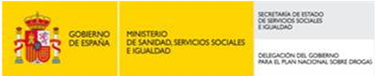 GOBIERNO
DE ESPAÑA
MINISTERIO
DE SANIDAD, SERVICIOS SOCIALES
E IGUALDAD
SECRETARÍA DE ESTADO
DE SERVICIOS SOCIALES
E IGUALDAD
DELEGACIÓN DEL GOBIERNO
PARA EL PLAN NACIONAL SOBRE DROGAS